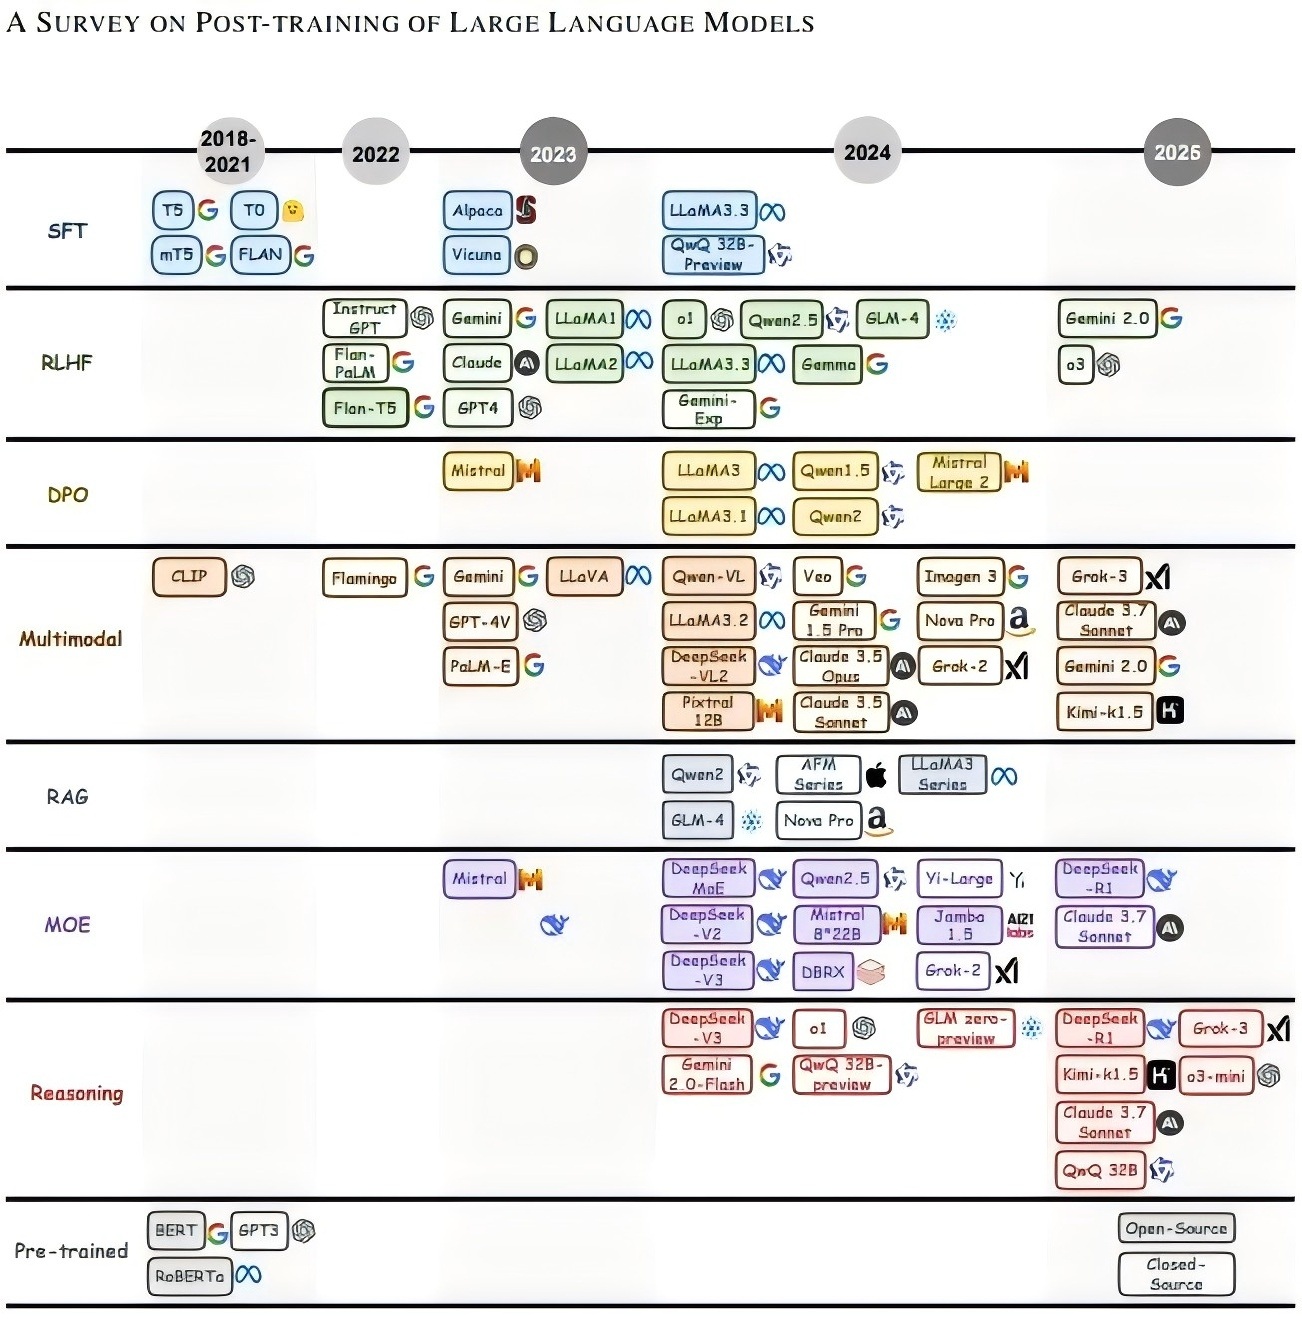 A SURVEY ON POST-TRAINING OF LARGE LANGUAGE MODELS
2018-
2021
2022
2023
2024
2025
SFT
T5
T0
mT5
FLAN
Alpaca
Vicuna
LLaMA3.3
QwQ 32B-
Preview
RLHF
Instruct
GPT
Flan-
PaLM
Flan-T5
Gemini
LLaMA1
Claude
LLaMA2
GPT4
o1
Qwen2.5
GLM-4
LLaMA3.3
Gemma
Gemini-
Exp
Gemini 2.0
o3
DPO
Mistral
LLaMA3
Qwen1.5
Mistral
Large 2
LLaMA3.1
Qwen2
Multimodal
CLIP
Flamingo
Gemini
LLaVA
GPT-4V
PaLM-E
Qwen-VL
Veo
Imagen 3
LLaMA3.2
Gemini
1.5 Pro
Nova Pro
DeepSeek
-VL2
Claude 3.5
Opus
Grok-2
Pixtral
12B
Claude 3.5
Sonnet
Grok-3
Claude 3.7
Sonnet
Gemini 2.0
Kimi-k1.5
RAG
Qwen2
AFM
Series
LLaMA3
Series
GLM-4
Nova Pro
MOE
Mistral
DeepSeek
MoE
Qwen2.5
Yi-Large
DeepSeek
-V2
Mistral
8*22B
Jamba
1.5
AI21
labs
DeepSeek
-V3
DBRX
Grok-2
DeepSeek
-R1
Claude 3.7
Sonnet
Reasoning
DeepSeek
-V3
o1
GLM zero-
preview
Gemini
2.0-Flash
QwQ 32B-
preview
DeepSeek
-R1
Grok-3
Kimi-k1.5
o3-mini
Claude 3.7
Sonnet
QnQ 32B
Pre-trained
BERT
GPT3
RoBERTa
Open-Source
Closed-
Source